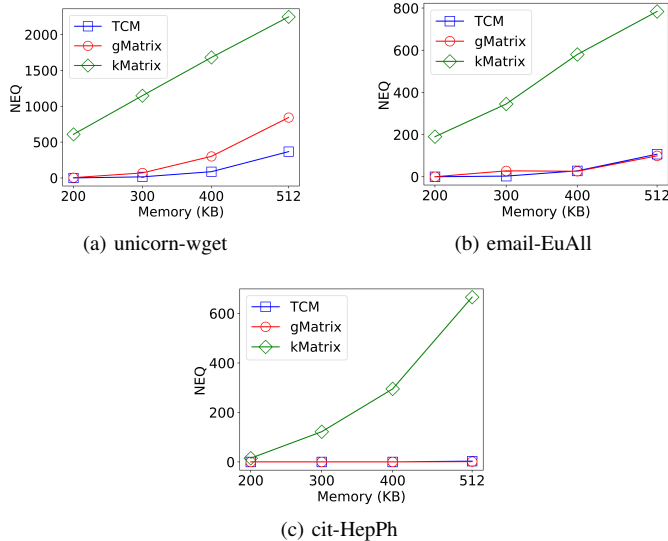 2000
1500
1000
500
0
NEQ
TCM
gMatrix
kMatrix
200
300
400
512
Memory (KB)
(a) unicorn-wget
800
600
400
200
0
NEQ
TCM
gMatrix
kMatrix
200
300
400
512
Memory (KB)
(b) email-EuAll
600
400
200
0
NEQ
TCM
gMatrix
kMatrix
200
300
400
512
Memory (KB)
(c) cit-HepPh